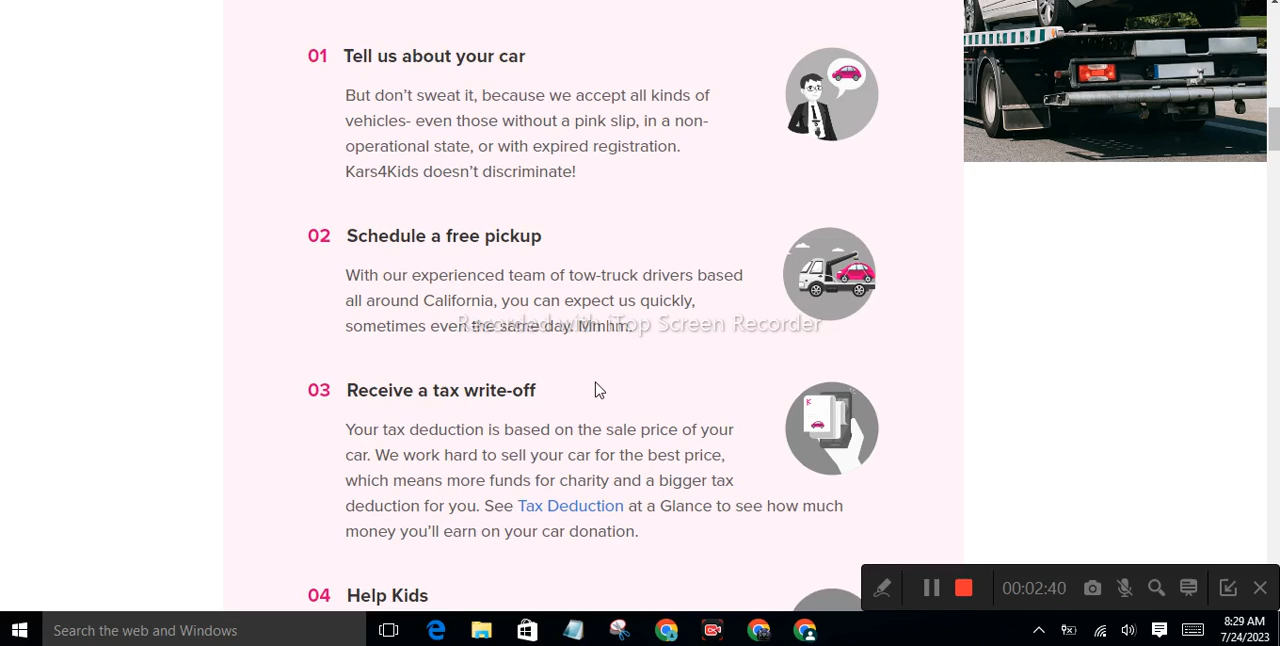 01 Tell us about your car
But don't sweat it, because we accept all kinds of
vehicles- even those without a pink slip, in a non-
operational state, or with expired registration.
Kars4Kids doesn't discriminate!
02 Schedule a free pickup
With our experienced team of tow-truck drivers based
all around California, you can expect us quickly,
sometimes even the same day. Mmhm.
Recorded with iTop Screen Recorder
03 Receive a tax write-off
Your tax deduction is based on the sale price of your
car. We work hard to sell your car for the best price,
which means more funds for charity and a bigger tax
deduction for you. See Tax Deduction at a Glance to see how much
money you'll earn on your car donation.
04 Help Kids
00:02:40
Search the web and Windows
8:29 AM
7/24/2023